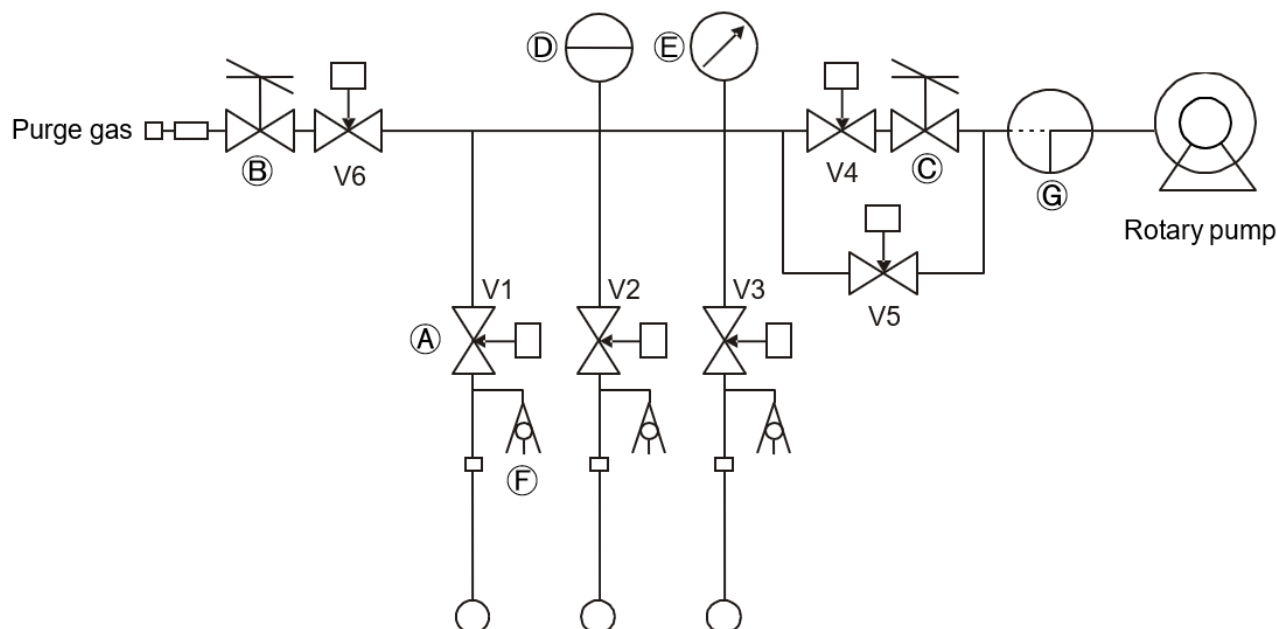 Ⓓ
Ⓔ
Purge gas
Ⓑ
V6
V4
Ⓒ
Ⓖ
Rotary pump
V5
V1
V2
V3
Ⓐ
Ⓕ